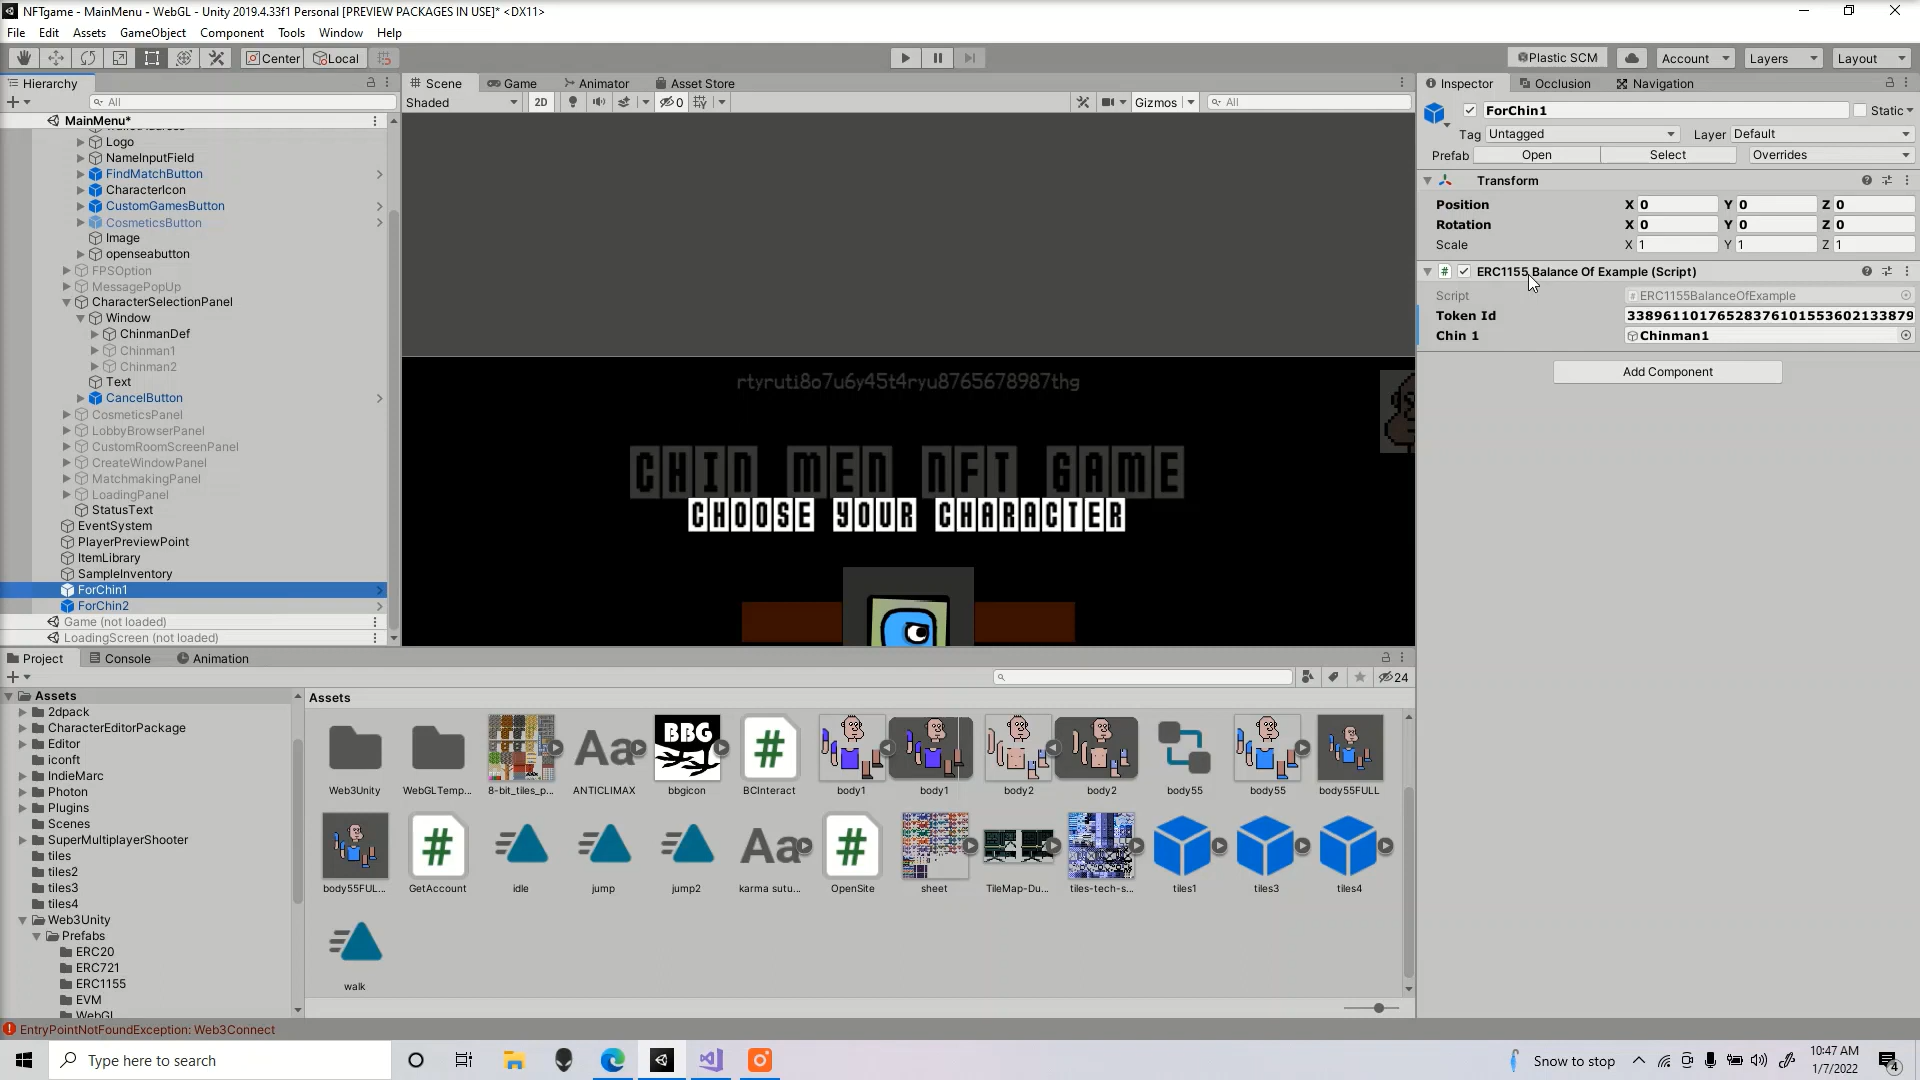 NFTgame - MainMenu - WebGL - Unity 2019.4.33f1 Personal [PREVIEW PACKAGES IN USE]* <DX11>
File Edit Assets GameObject Component Tools Window Help
Center Local Plastic SCM Account Layers Layout
Hierarchy
All
MainMenu*
Logo
NameInputField
FindMatchButton
CharacterIcon
CustomGamesButton
CosmeticsButton
Image
openseabutton
FPSOption
MessagePopUp
CharacterSelectionPanel
Window
ChinmanDef
Chinman1
Chinman2
Text
CancelButton
CosmeticsPanel
LobbyBrowserPanel
CustomRoomScreenPanel
CreateWindowPanel
MatchmakingPanel
LoadingPanel
StatusText
EventSystem
PlayerPreviewPoint
ItemLibrary
SampleInventory
ForChin1
ForChin2
Game (not loaded)
LoadingScreen (not loaded)
Scene Game Animator Asset Store
Shaded 2D 0 Gizmos All
rtyruti8o7u6y45t4ryu8765678987thg
CHIN MEN NFT GAME
CHOOSE YOUR CHARACTER
Inspector Occlusion Navigation
ForChin1 Static
Tag Untagged Layer Default
Prefab Open Select Overrides
Transform
Position X 0 Y 0 Z 0
Rotation X 0 Y 0 Z 0
Scale X 1 Y 1 Z 1
# ERC1155 Balance Of Example (Script)
Script ERC1155BalanceOfExample
Token Id 33896110176528376101553602133879
Chin 1 Chinman1
Add Component
Project Console Animation
24
Assets
2dpack
CharacterEditorPackage
Editor
iconft
IndieMarc
Photon
Plugins
Scenes
SuperMultiplayerShooter
tiles
tiles2
tiles3
tiles4
Web3Unity
Prefabs
ERC20
ERC721
ERC1155
EVM
WebGL
Assets
Aa BBG #
Web3Unity WebGLTemp... 8-bit_tiles_p... ANTICLIMAX bbgicon BCInteract body1 body1 body2 body2 body55 body55 body55FULL
# Aa #
body55FUL... GetAccount idle jump jump2 karma sutu... OpenSite sheet TileMap-Du... tiles-tech-s... tiles1 tiles3 tiles4
walk
EntryPointNotFoundException: Web3Connect
Type here to search
Snow to stop
10:47 AM
1/7/2022
4